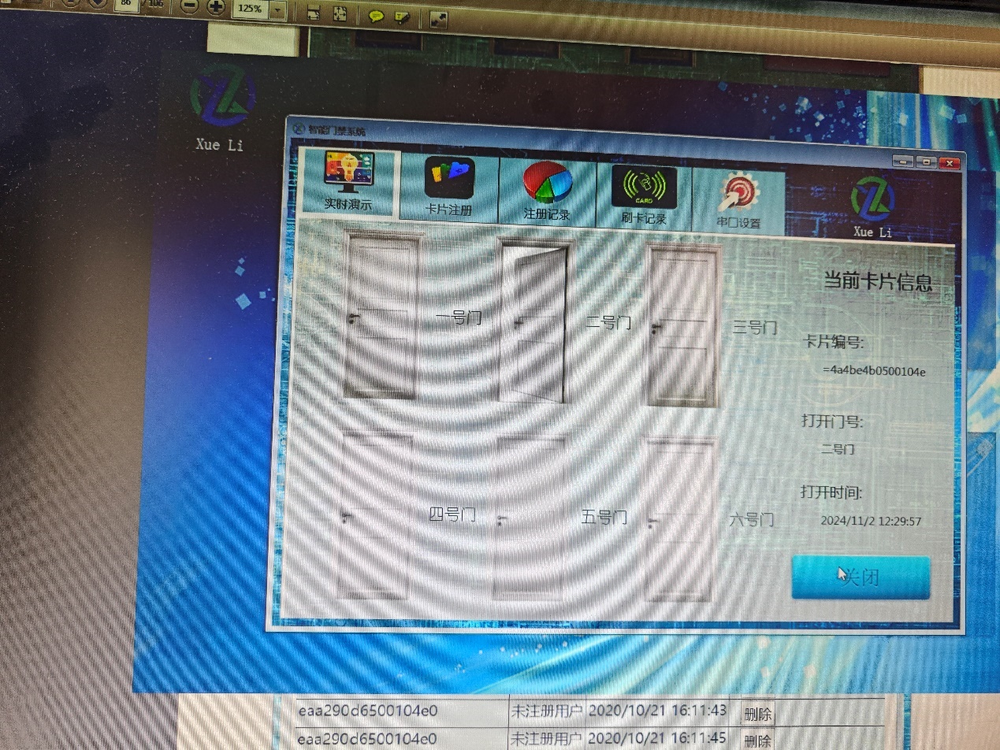 86 / 106
125%
Xue Li
智能门禁系统
实时演示
卡片注册
注册记录
CARD
刷卡记录
串口设置
Xue Li
一号门
二号门
三号门
四号门
五号门
六号门
当前卡片信息
卡片编号:
=4a4be4b0500104e
打开门号:
二号门
打开时间:
2024/11/2 12:29:57
关闭
eaa290d6500104e0 未注册用户 2020/10/21 16:11:43 删除
eaa290d6500104e0 未注册用户 2020/10/21 16:11:45 删除